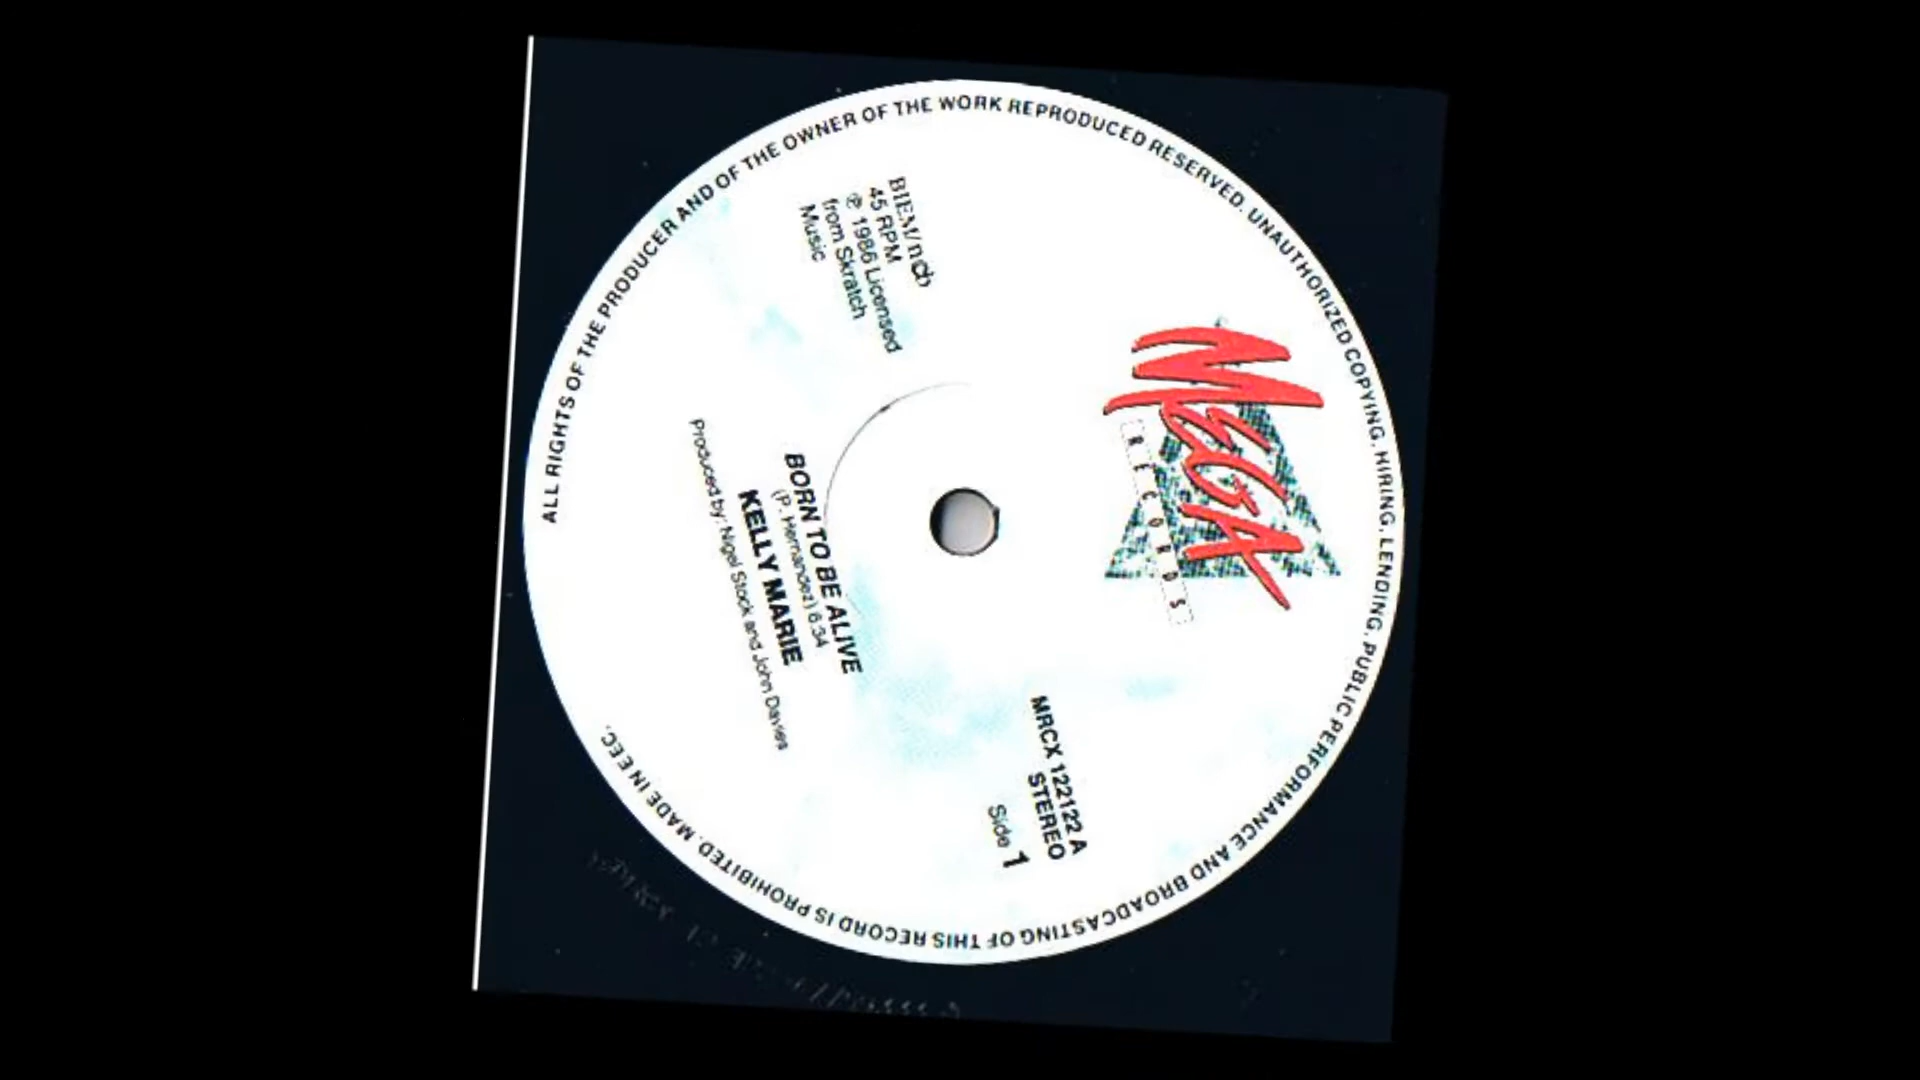 ALL RIGHTS OF THE PRODUCER AND OF THE OWNER OF THE WORK REPRODUCED RESERVED. UNAUTHORIZED COPYING, HIRING, LENDING, PUBLIC PERFORMANCE AND BROADCASTING OF THIS RECORD IS PROHIBITED. MADE IN EEC.
MEGA
RECORDS
BIEM/ncb
45 RPM
℗ 1986 Licensed
from Skratch
Music
MRCX 122122 A
STEREO
Side 1
BORN TO BE ALIVE
(P. Hernandez) 6:34
KELLY MARIE
Produced by: Nigel Stock and John Davies